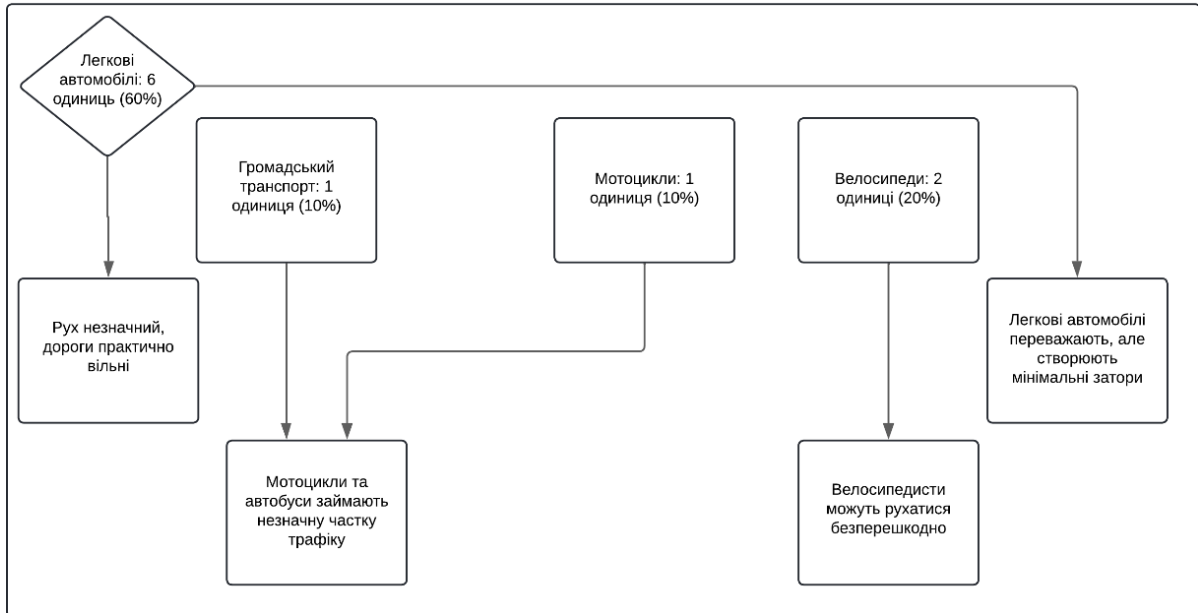 Легкові
автомобілі: 6
одиниць (60%)
Громадський
транспорт: 1
одиниця (10%)
Мотоцикли: 1
одиниця (10%)
Велосипеди: 2
одиниці (20%)
Рух незначний,
дороги практично
вільні
Легкові автомобілі
переважають, але
створюють
мінімальні затори
Мотоцикли та
автобуси займають
незначну частку
трафіку
Велосипедисти
можуть рухатися
безперешкодно